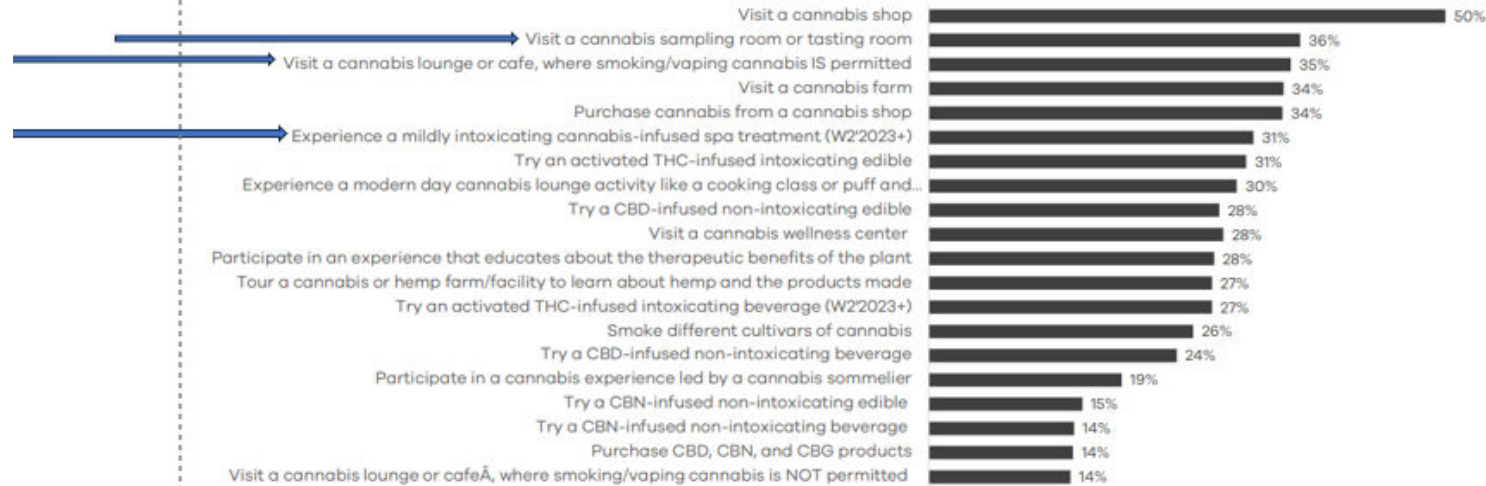 Visit a cannabis shop 50%
Visit a cannabis sampling room or tasting room 36%
Visit a cannabis lounge or cafe, where smoking/vaping cannabis IS permitted 35%
Visit a cannabis farm 34%
Purchase cannabis from a cannabis shop 34%
Experience a mildly intoxicating cannabis-infused spa treatment (W2'2023+) 31%
Try an activated THC-infused intoxicating edible 31%
Experience a modern day cannabis lounge activity like a cooking class or puff and... 30%
Try a CBD-infused non-intoxicating edible 28%
Visit a cannabis wellness center 28%
Participate in an experience that educates about the therapeutic benefits of the plant 28%
Tour a cannabis or hemp farm/facility to learn about hemp and the products made 27%
Try an activated THC-infused intoxicating beverage (W2'2023+) 27%
Smoke different cultivars of cannabis 26%
Try a CBD-infused non-intoxicating beverage 24%
Participate in a cannabis experience led by a cannabis sommelier 19%
Try a CBN-infused non-intoxicating edible 15%
Try a CBN-infused non-intoxicating beverage 14%
Purchase CBD, CBN, and CBG products 14%
Visit a cannabis lounge or cafeÂ, where smoking/vaping cannabis is NOT permitted 14%